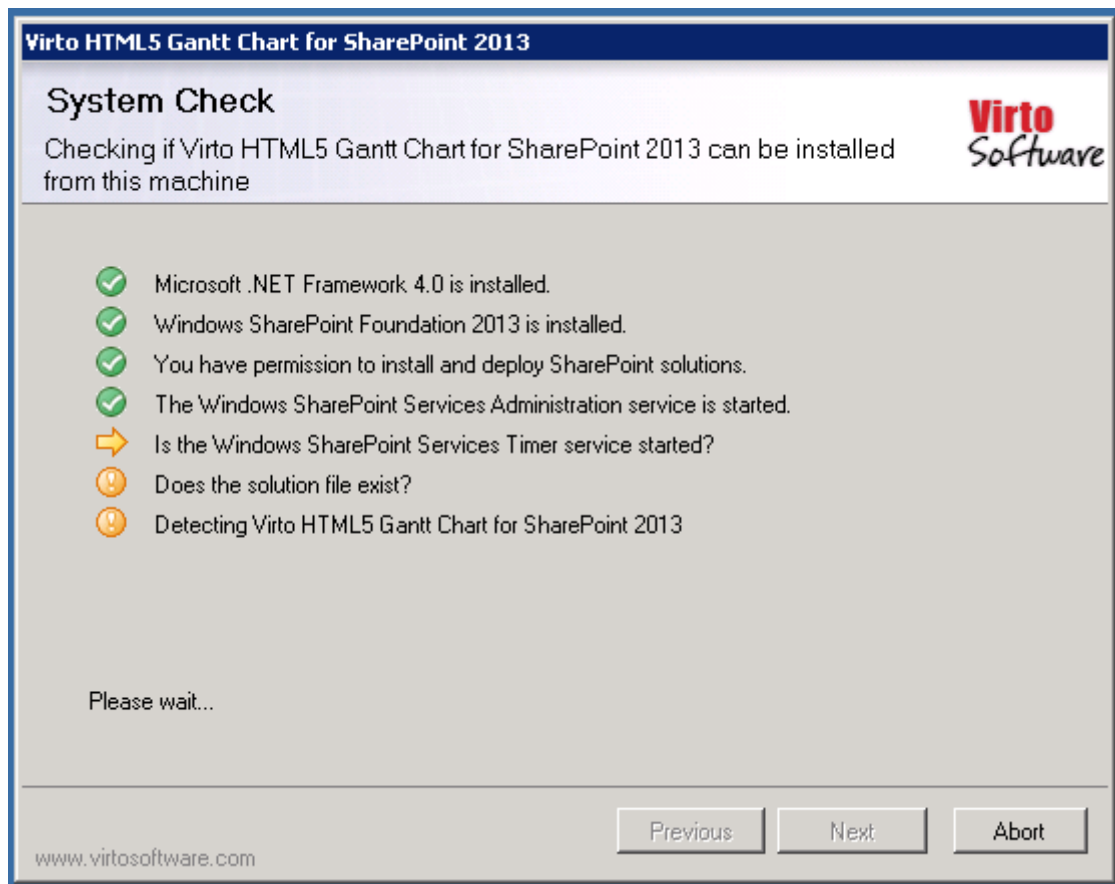 Virto HTML5 Gantt Chart for SharePoint 2013
System Check
Checking if Virto HTML5 Gantt Chart for SharePoint 2013 can be installed
from this machine
Virto
Software
Microsoft .NET Framework 4.0 is installed.
Windows SharePoint Foundation 2013 is installed.
You have permission to install and deploy SharePoint solutions.
The Windows SharePoint Services Administration service is started.
Is the Windows SharePoint Services Timer service started?
Does the solution file exist?
Detecting Virto HTML5 Gantt Chart for SharePoint 2013
Please wait...
Previous Next Abort
www.virtosoftware.com